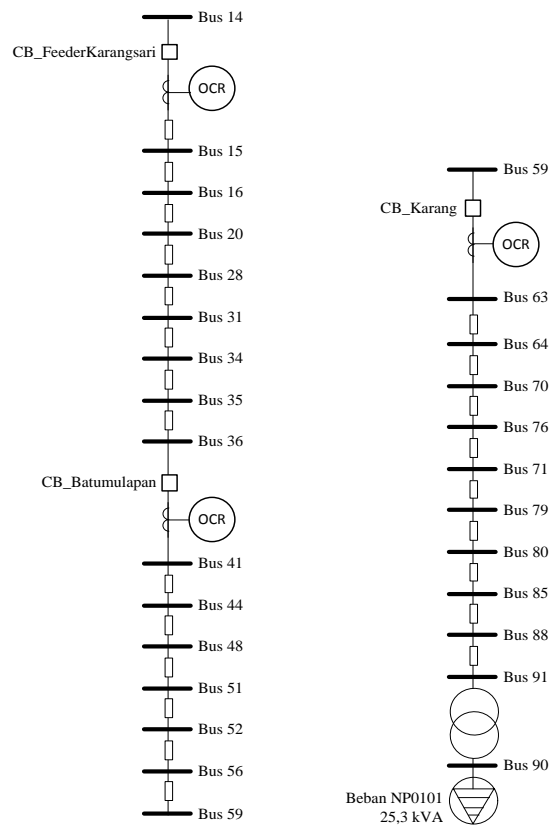 Bus 14
CB_FeederKarangsari
OCR
Bus 15
Bus 16
Bus 20
Bus 28
Bus 31
Bus 34
Bus 35
Bus 36
CB_Batumulapan
OCR
Bus 41
Bus 44
Bus 48
Bus 51
Bus 52
Bus 56
Bus 59
Bus 59
CB_Karang
OCR
Bus 63
Bus 64
Bus 70
Bus 76
Bus 71
Bus 79
Bus 80
Bus 85
Bus 88
Bus 91
Bus 90
Beban NP0101
25,3 kVA